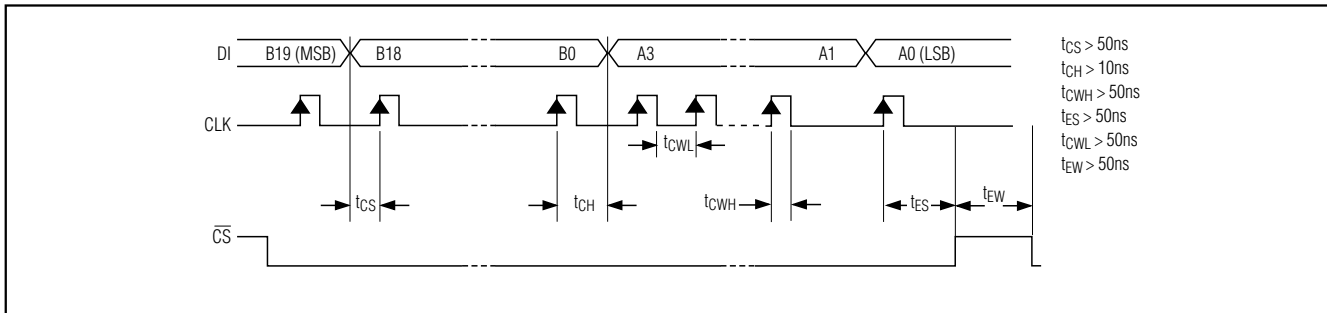 DI B19 (MSB) B18 B0 A3 A1 A0 (LSB)
CLK
tCWL
tCS tCH tCWH tES tEW
CS
tCS > 50ns
tCH > 10ns
tCWH > 50ns
tES > 50ns
tCWL > 50ns
tEW > 50ns